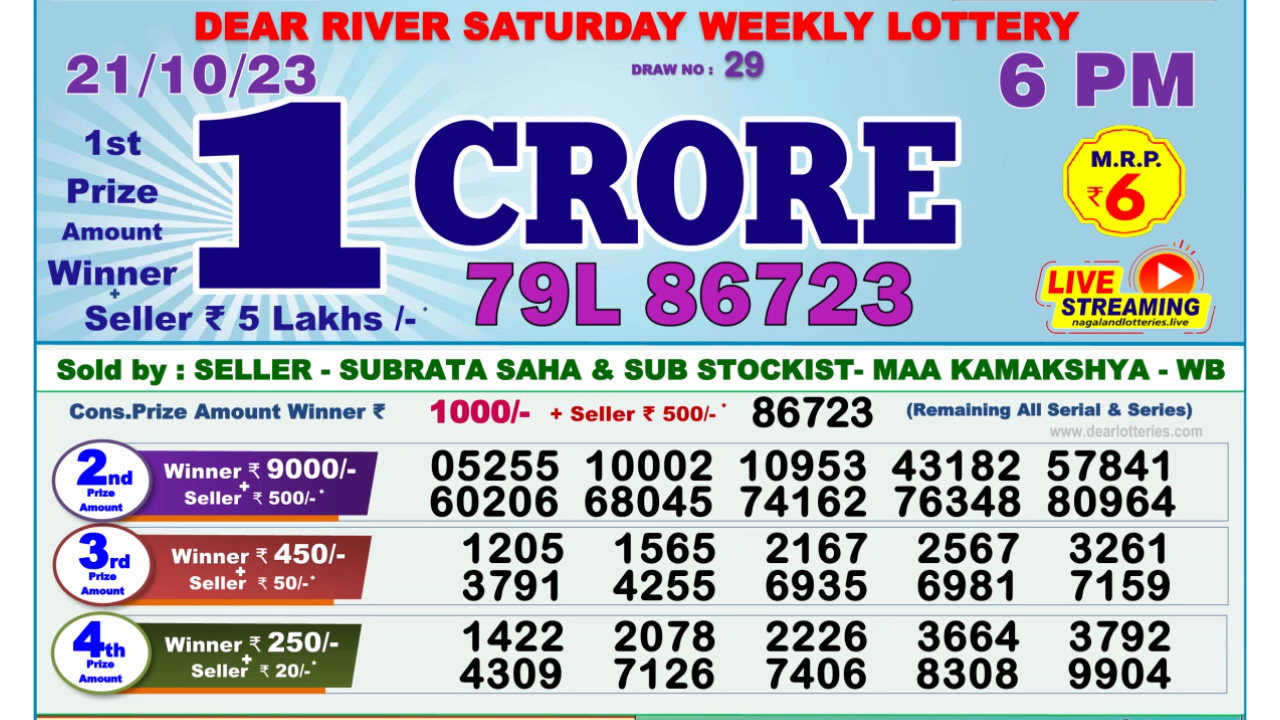 DEAR RIVER SATURDAY WEEKLY LOTTERY
21/10/23
DRAW NO : 29
6 PM
1st
Prize
Amount
Winner
+
Seller ₹ 5 Lakhs /-*
1 CRORE
79L 86723
M.R.P.
₹6
LIVE
STREAMING
nagalandlotteries.live
Sold by : SELLER - SUBRATA SAHA & SUB STOCKIST- MAA KAMAKSHYA - WB
Cons.Prize Amount Winner ₹ 1000/- + Seller ₹ 500/-* 86723 (Remaining All Serial & Series)
www.dearlotteries.com
2nd
Prize
Amount
Winner ₹ 9000/-
+
Seller ₹ 500/-*
05255 10002 10953 43182 57841
60206 68045 74162 76348 80964
3rd
Prize
Amount
Winner ₹ 450/-
+
Seller ₹ 50/-*
1205 1565 2167 2567 3261
3791 4255 6935 6981 7159
4th
Prize
Amount
Winner ₹ 250/-
+
Seller ₹ 20/-*
1422 2078 2226 3664 3792
4309 7126 7406 8308 9904